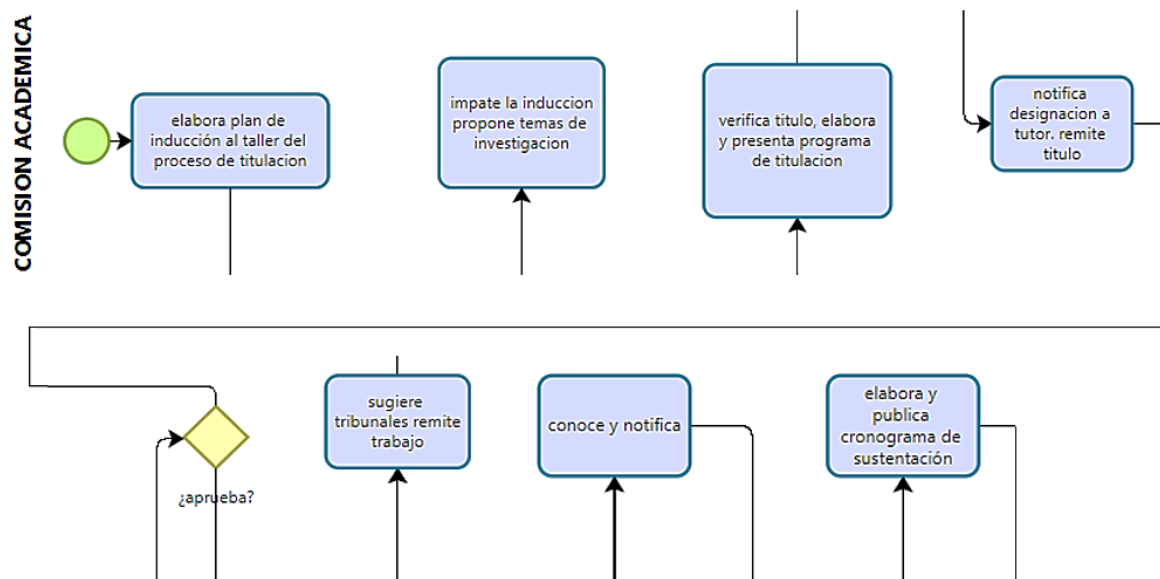 COMISION ACADEMICA
elabora plan de
inducción al taller del
proceso de titulacion
impate la induccion
propone temas de
investigacion
verifica titulo, elabora
y presenta programa
de titulacion
notifica
designacion a
tutor. remite
titulo
¿aprueba?
sugiere
tribunales remite
trabajo
conoce y notifica
elabora y
publica
cronograma de
sustentación